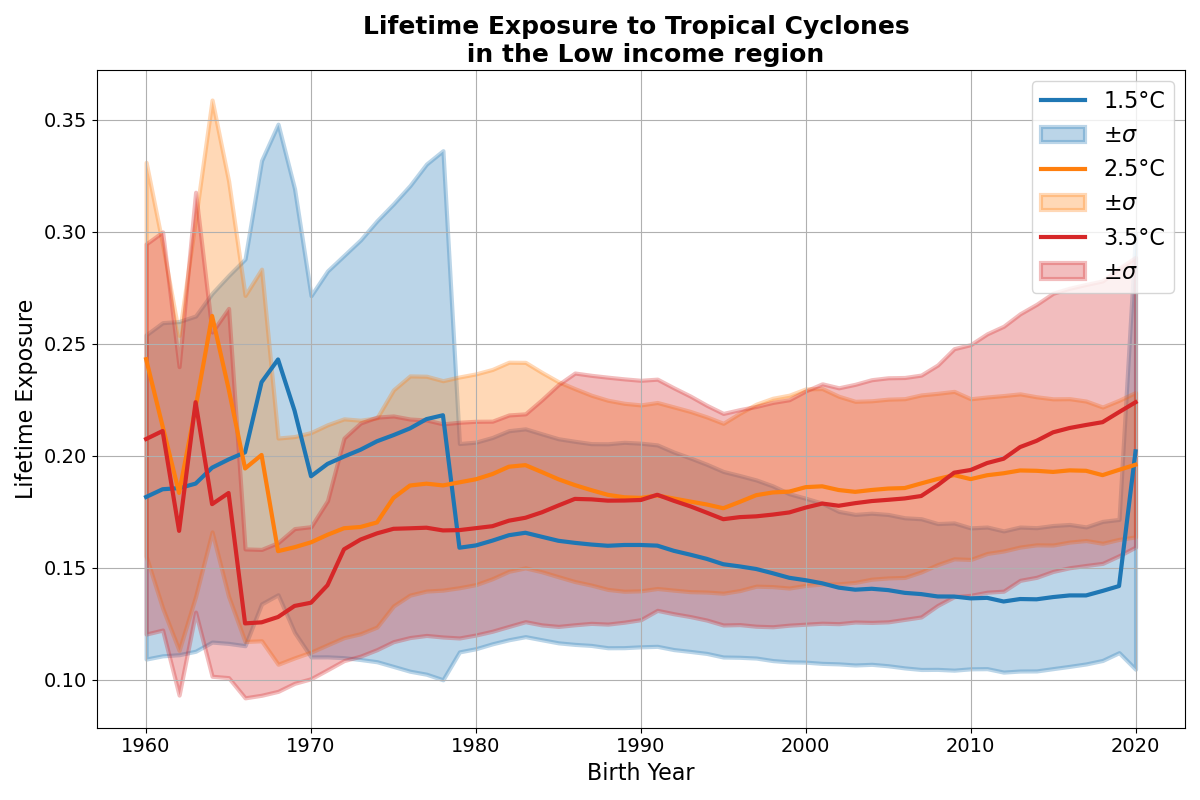 Lifetime Exposure to Tropical Cyclones
in the Low income region
1.5°C
±σ
2.5°C
±σ
3.5°C
±σ
0.35
0.30
0.25
0.20
0.15
0.10
Lifetime Exposure
1960 1970 1980 1990 2000 2010 2020
Birth Year